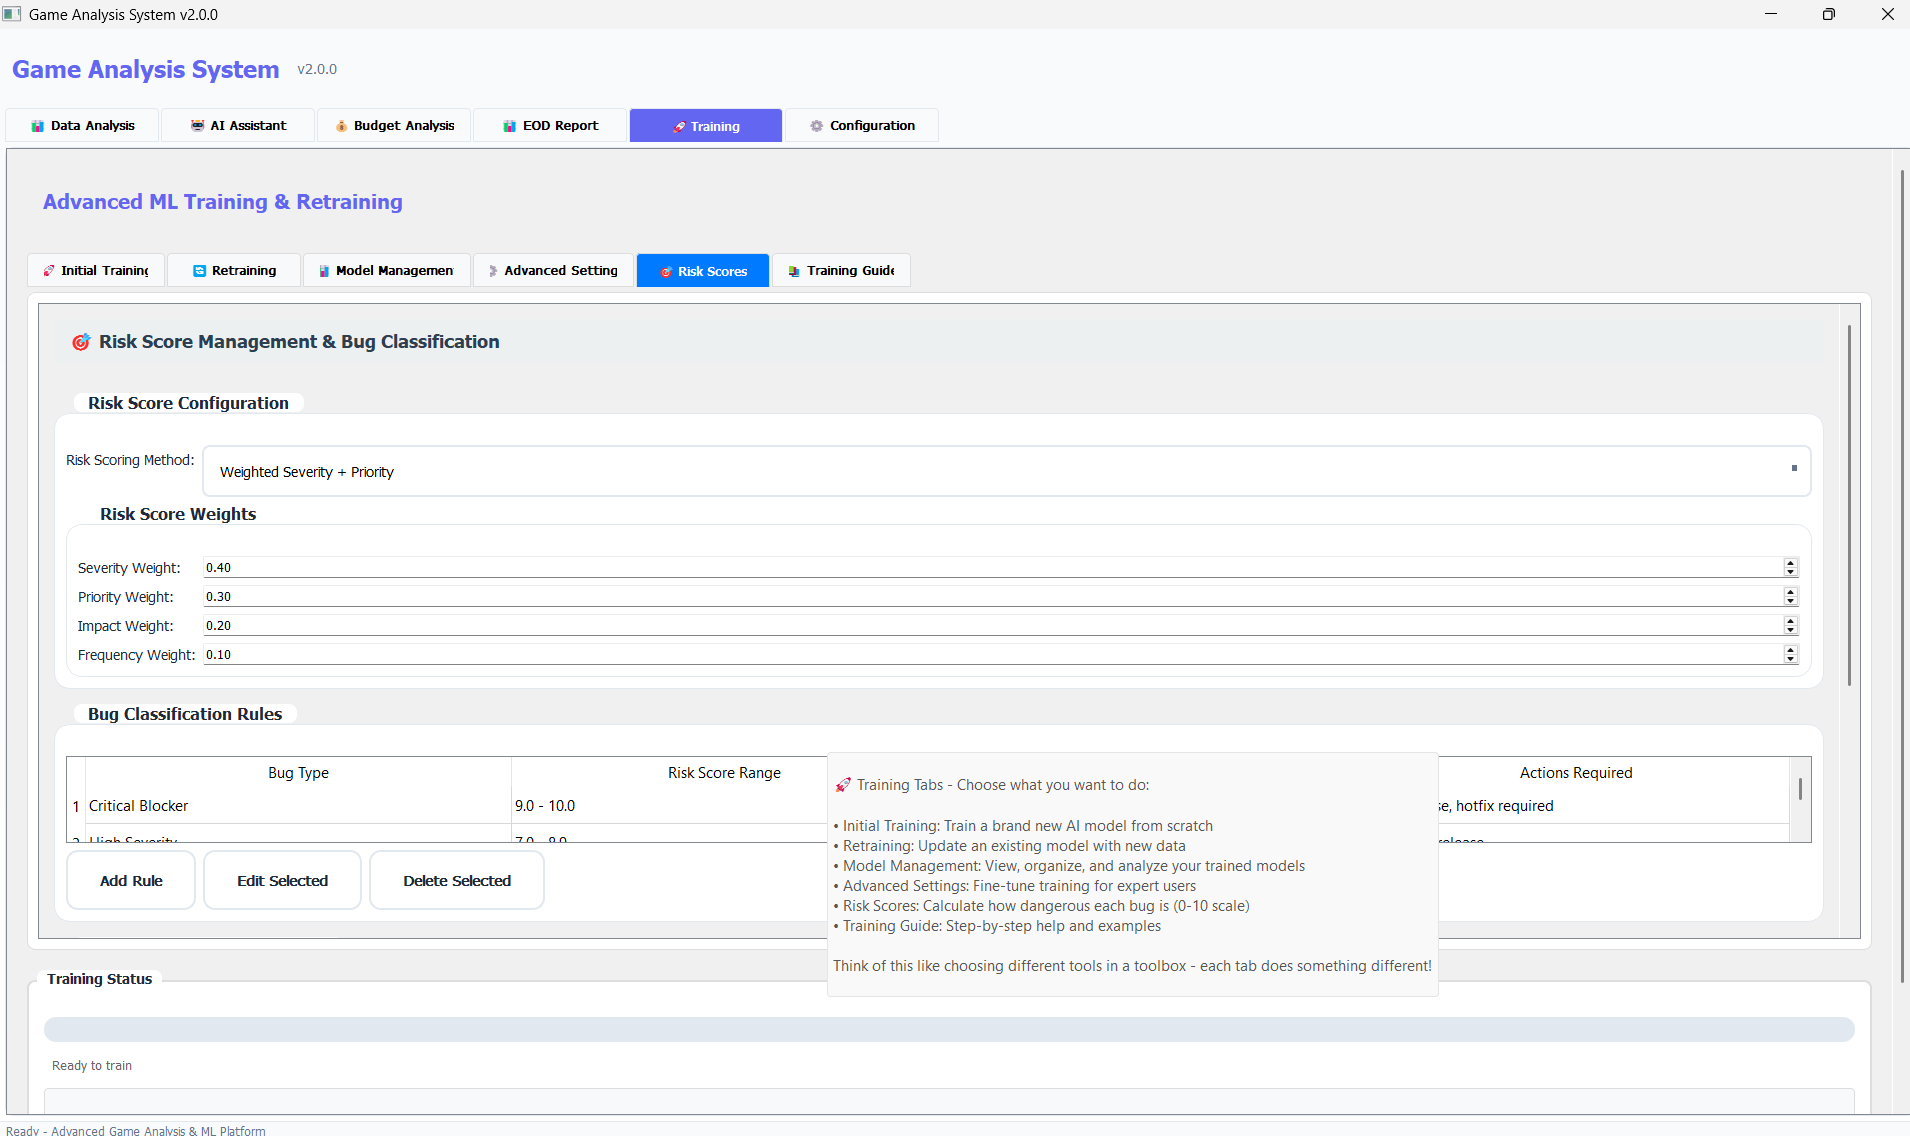 Game Analysis System v2.0.0
Game Analysis System v2.0.0
Data Analysis
AI Assistant
Budget Analysis
EOD Report
Training
Configuration
Advanced ML Training & Retraining
Initial Training
Retraining
Model Managemen
Advanced Setting
Risk Scores
Training Guide
Risk Score Management & Bug Classification
Risk Score Configuration
Risk Scoring Method: Weighted Severity + Priority
Risk Score Weights
Severity Weight: 0.40
Priority Weight: 0.30
Impact Weight: 0.20
Frequency Weight: 0.10
Bug Classification Rules
Bug Type Risk Score Range Actions Required
1 Critical Blocker 9.0 - 10.0 se, hotfix required
2 High Severity 7.0 - 8.9 release
Add Rule
Edit Selected
Delete Selected
🚀 Training Tabs - Choose what you want to do:
• Initial Training: Train a brand new AI model from scratch
• Retraining: Update an existing model with new data
• Model Management: View, organize, and analyze your trained models
• Advanced Settings: Fine-tune training for expert users
• Risk Scores: Calculate how dangerous each bug is (0-10 scale)
• Training Guide: Step-by-step help and examples
Think of this like choosing different tools in a toolbox - each tab does something different!
Training Status
Ready to train
Ready - Advanced Game Analysis & ML Platform